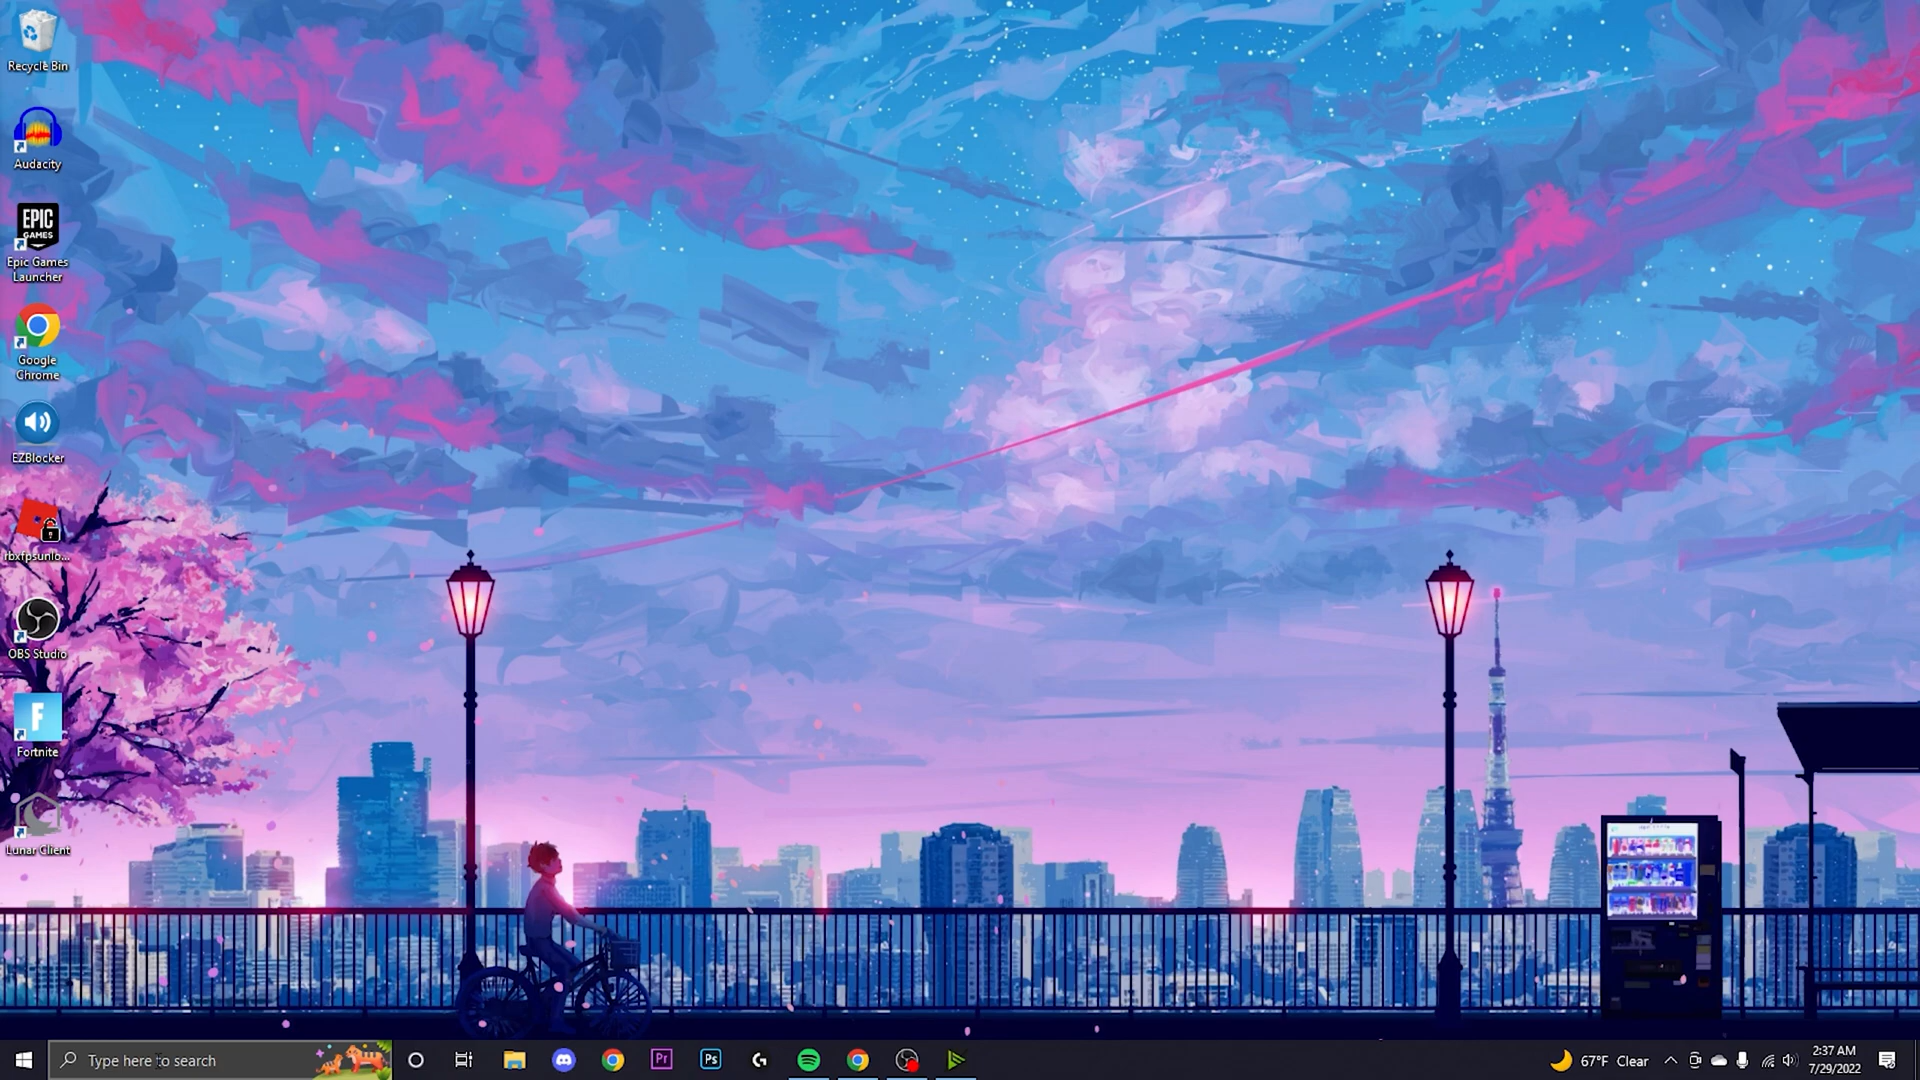 Recycle Bin
Audacity
EPIC
GAMES
Epic Games
Launcher
Google
Chrome
EZBlocker
rbxfpsunlo...
OBS Studio
F
Fortnite
Lunar Client
Type here to search
Pr
Ps
67°F Clear
2:37 AM
7/29/2022